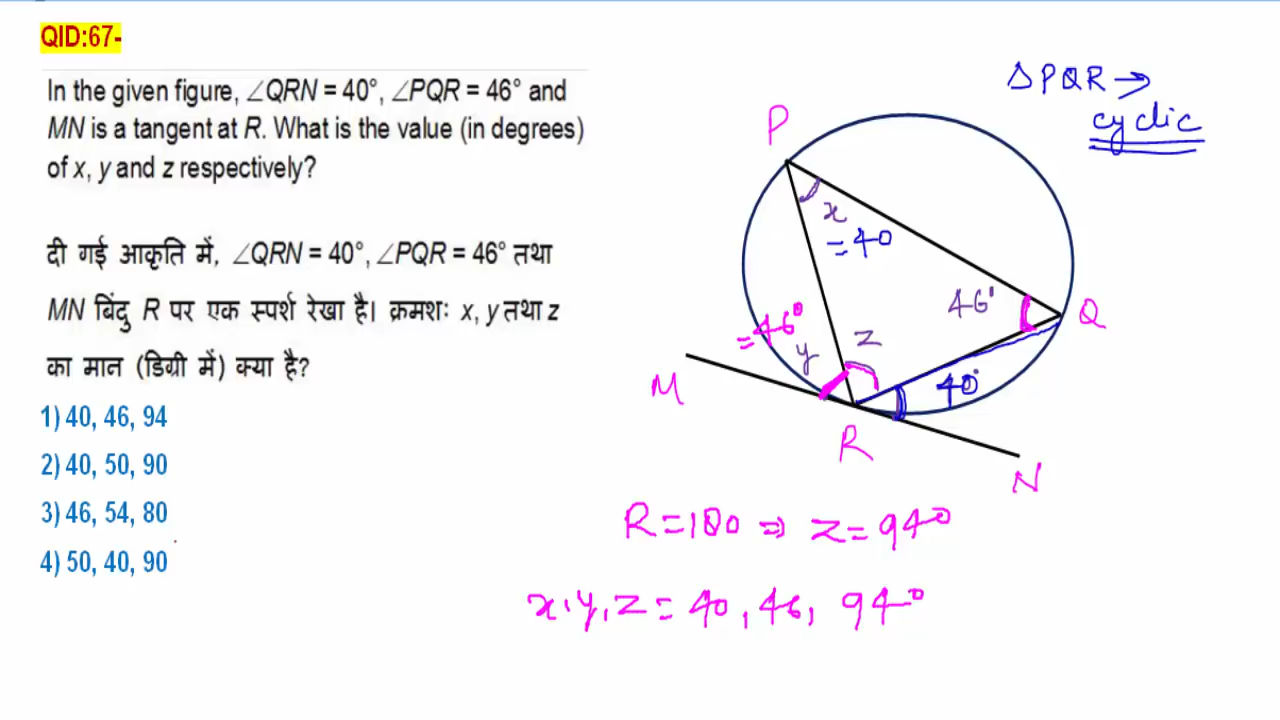 QID:67-
In the given figure, ∠QRN = 40°, ∠PQR = 46° and
MN is a tangent at R. What is the value (in degrees)
of x, y and z respectively?
दी गई आकृति में, ∠QRN = 40°, ∠PQR = 46° तथा
MN बिंदु R पर एक स्पर्श रेखा है। क्रमशः x, y तथा z
का मान (डिग्री में) क्या है?
1) 40, 46, 94
2) 40, 50, 90
3) 46, 54, 80
4) 50, 40, 90
ΔPQR →
cyclic
P
x
= 40
46°
Q
= 46°
y
z
40°
M
R
N
R = 180 ⇒ z = 94°
x, y, z = 40, 46, 94°